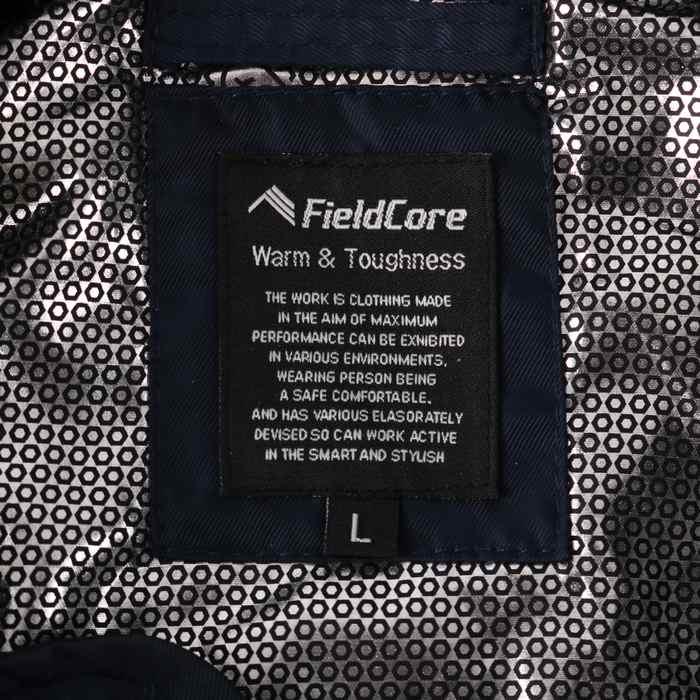 FieldCore
Warm & Toughness
THE WORK IS CLOTHING MADE
IN THE AIM OF MAXIMUM
PERFORMANCE CAN BE EXHIBITED
IN VARIOUS ENVIRONMENTS.
WEARING PERSON BEING
A SAFE COMFORTABLE.
AND HAS VARIOUS ELASORATELY
DEVISED SO CAN WORK ACTIVE
IN THE SMART AND STYLISH
L